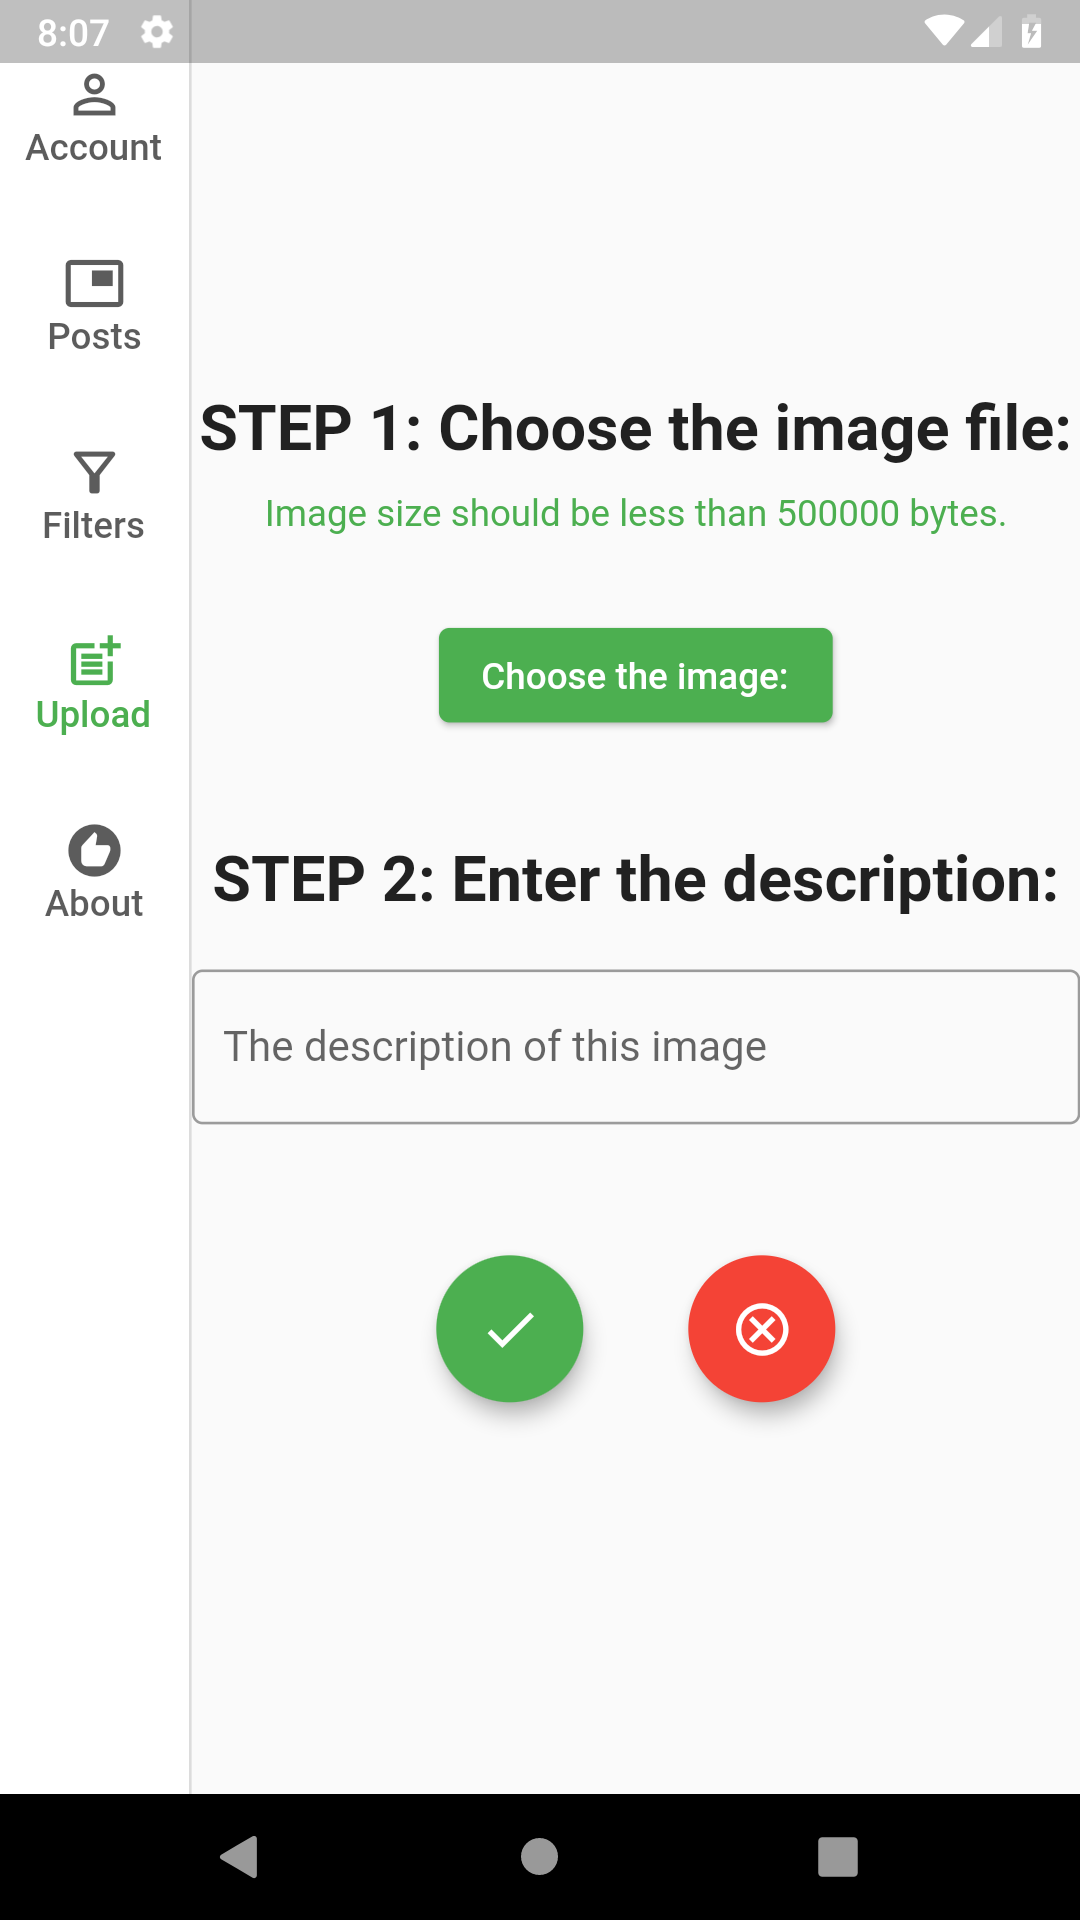 8:07
Account
Posts
Filters
Upload
About
STEP 1: Choose the image file:
Image size should be less than 500000 bytes.
Choose the image:
STEP 2: Enter the description:
The description of this image